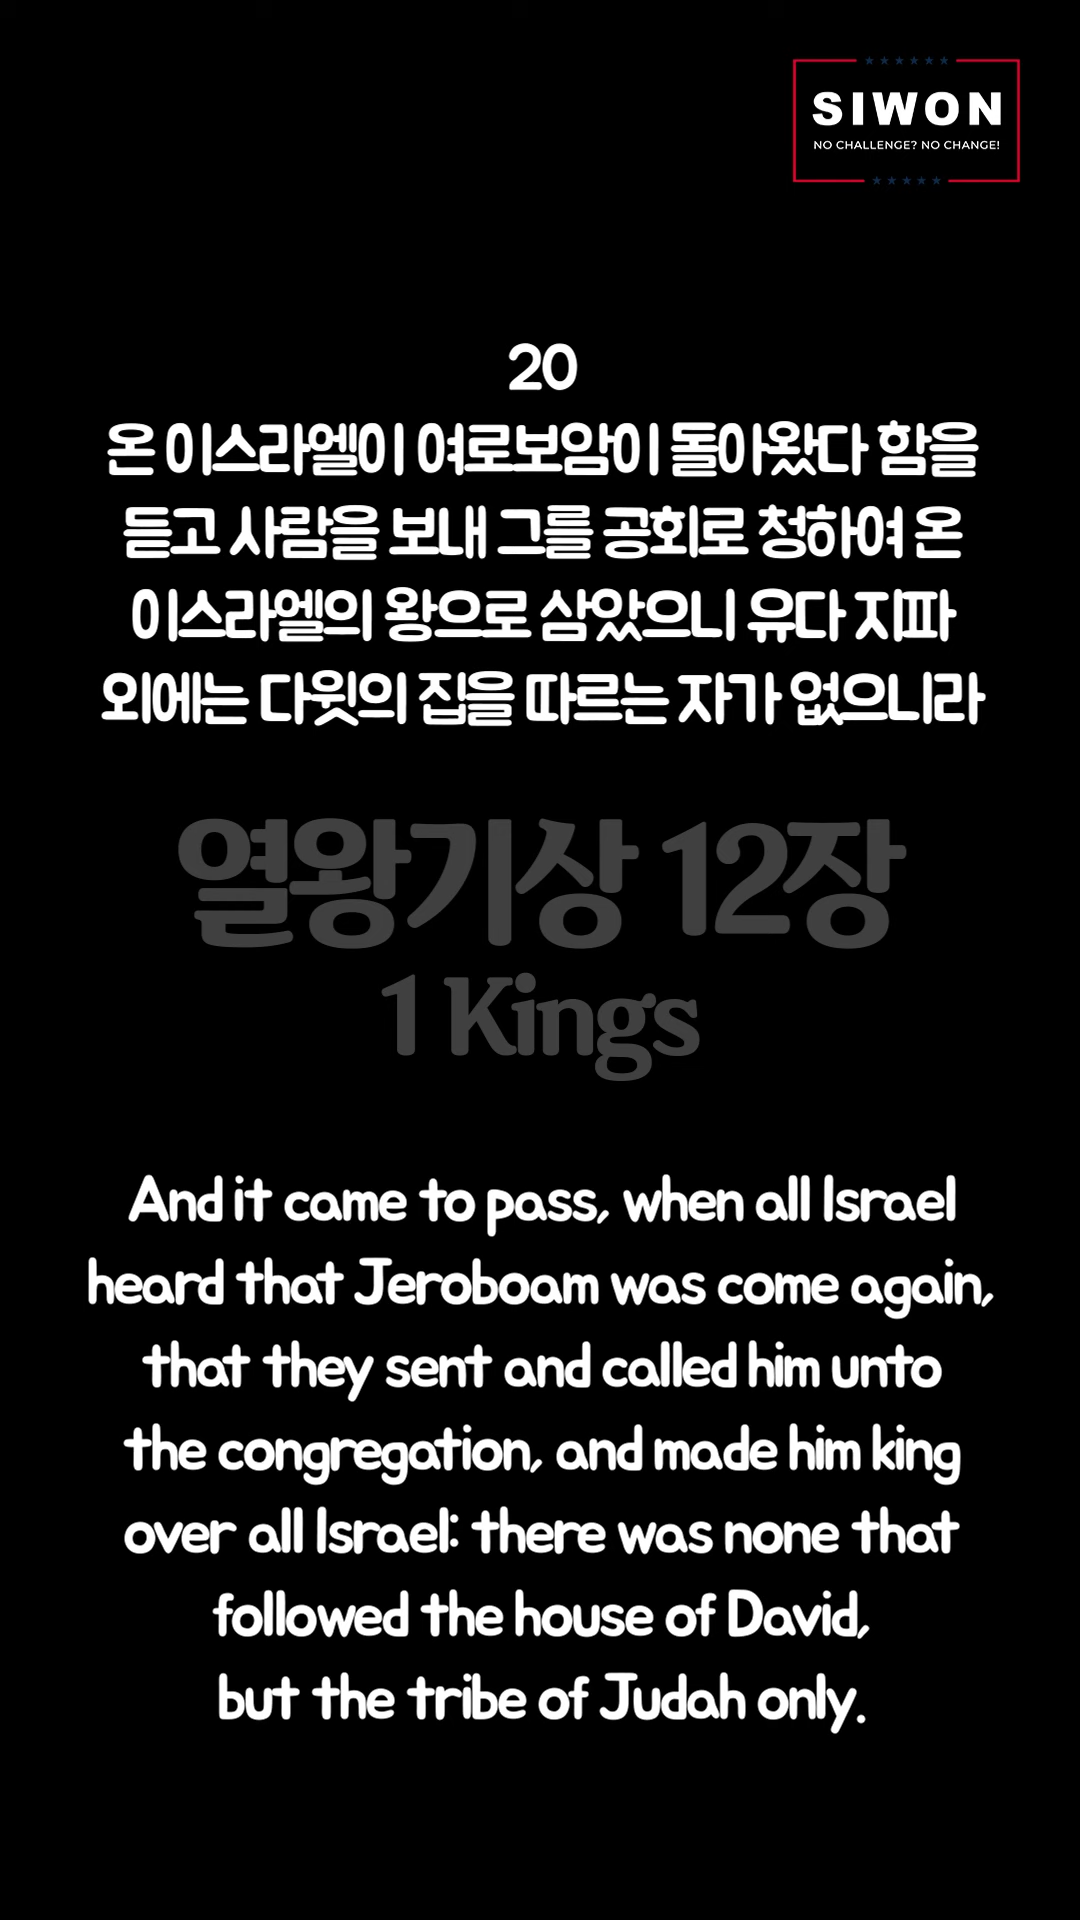 SIWON
NO CHALLENGE? NO CHANGE!
20
온 이스라엘이 여로보암이 돌아왔다 함을
듣고 사람을 보내 그를 공회로 청하여 온
이스라엘의 왕으로 삼았으니 유다 지파
외에는 다윗의 집을 따르는 자가 없으니라
열왕기상 12장
1 Kings
And it came to pass, when all Israel
heard that Jeroboam was come again,
that they sent and called him unto
the congregation, and made him king
over all Israel: there was none that
followed the house of David,
but the tribe of Judah only.